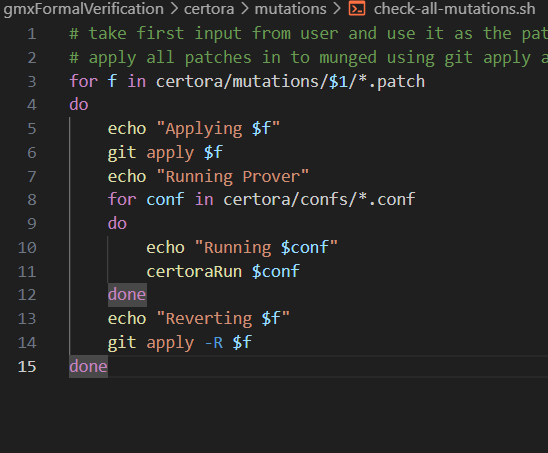 gmxFormalVerification > certora > mutations > check-all-mutations.sh
1 # take first input from user and use it as the pat
2 # apply all patches in to munged using git apply a
3 for f in certora/mutations/$1/*.patch
4 do
5 echo "Applying $f"
6 git apply $f
7 echo "Running Prover"
8 for conf in certora/confs/*.conf
9 do
10 echo "Running $conf"
11 certoraRun $conf
12 done
13 echo "Reverting $f"
14 git apply -R $f
15 done